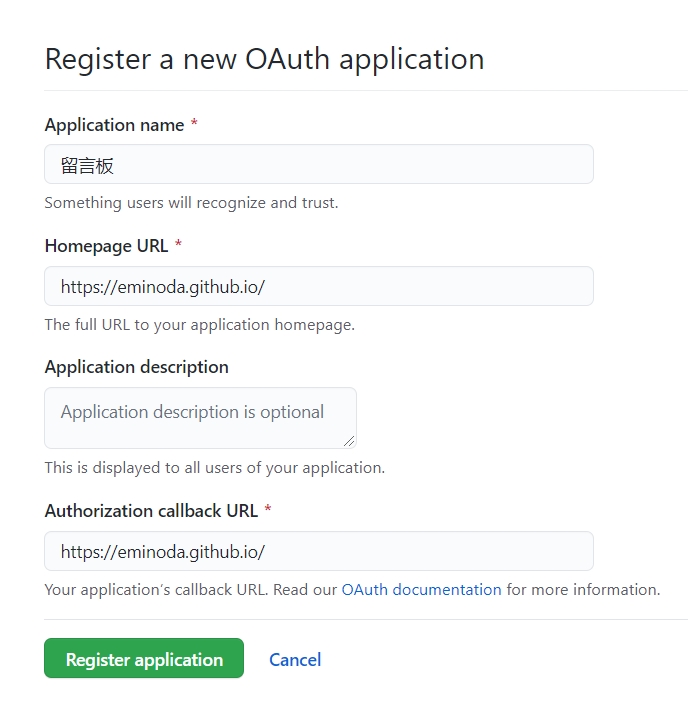 Register a new OAuth application
Application name *
留言板
Something users will recognize and trust.
Homepage URL *
https://eminoda.github.io/
The full URL to your application homepage.
Application description
Application description is optional
This is displayed to all users of your application.
Authorization callback URL *
https://eminoda.github.io/
Your application’s callback URL. Read our OAuth documentation for more information.
Register application Cancel